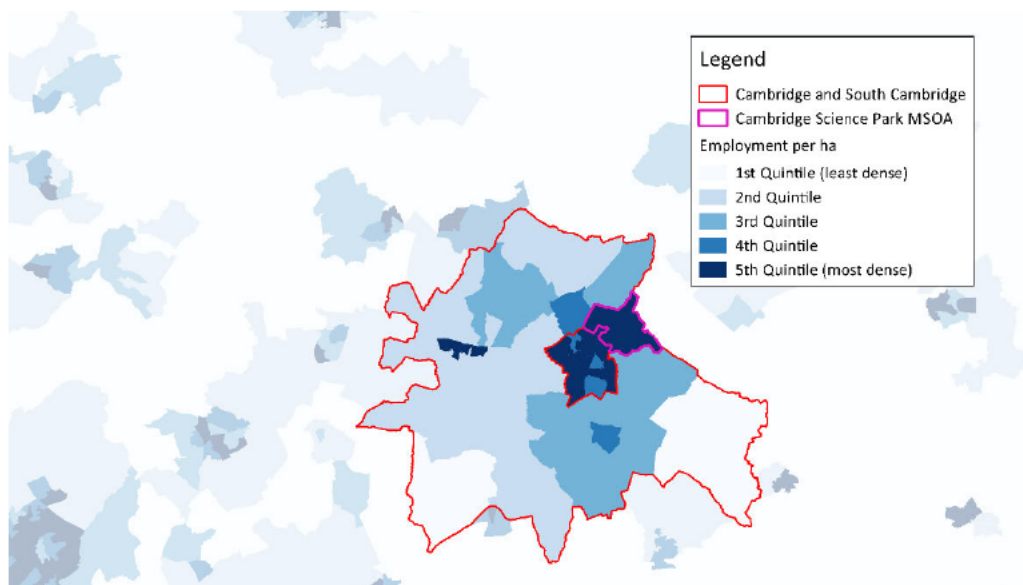 Legend
Cambridge and South Cambridge
Cambridge Science Park MSOA
Employment per ha
1st Quintile (least dense)
2nd Quintile
3rd Quintile
4th Quintile
5th Quintile (most dense)